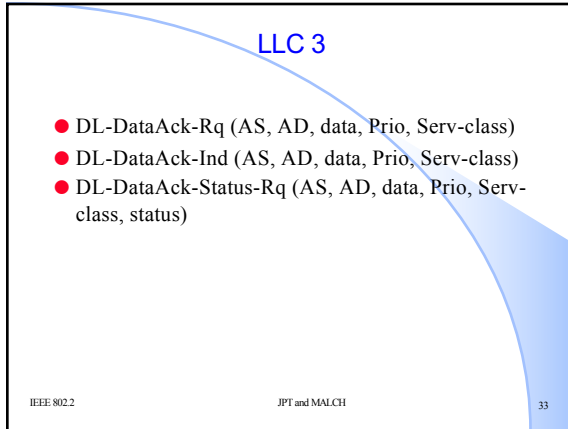 LLC 3
● DL-DataAck-Rq (AS, AD, data, Prio, Serv-class)
● DL-DataAck-Ind (AS, AD, data, Prio, Serv-class)
● DL-DataAck-Status-Rq (AS, AD, data, Prio, Serv-
class, status)
IEEE 802.2 JPT and MALCH 33